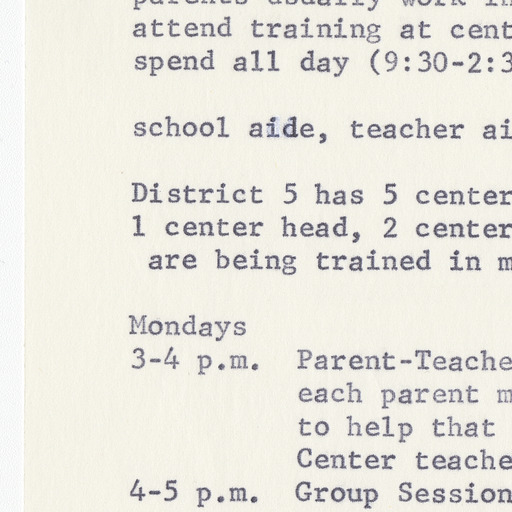 parents usually work in
attend training at cent
spend all day (9:30-2:3
school aide, teacher ai
District 5 has 5 center
1 center head, 2 center
are being trained in m
Mondays
3-4 p.m. Parent-Teache
each parent m
to help that
Center teache
4-5 p.m. Group Session